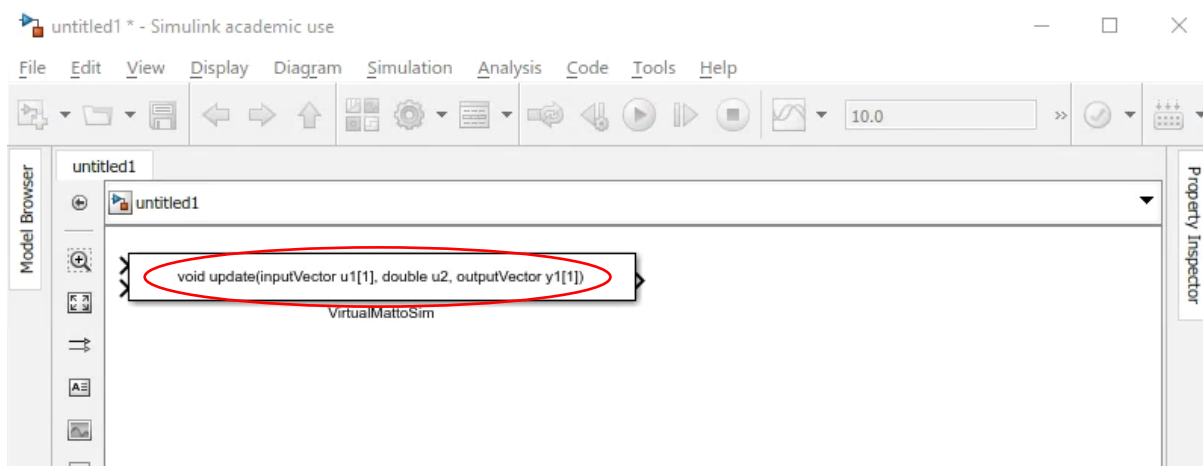 untitled1 * - Simulink academic use
File Edit View Display Diagram Simulation Analysis Code Tools Help
10.0 »
Model Browser
untitled1
untitled1
void update(inputVector u1[1], double u2, outputVector y1[1])
VirtualMattoSim
A
Property Inspector